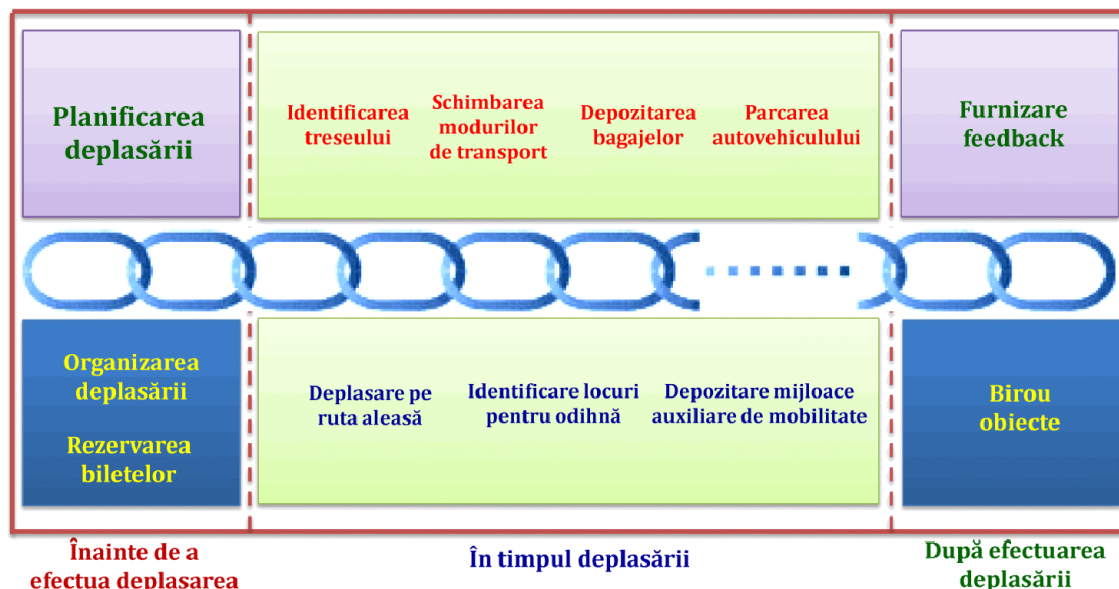 Planificarea
deplasării
Identificarea
treseului
Schimbarea
modurilor
de transport
Depozitarea
bagajelor
Parcarea
autovehiculului
Furnizare
feedback
Organizarea
deplasării
Rezervarea
biletelor
Deplasare pe
ruta aleasă
Identificare locuri
pentru odihnă
Depozitare mijloace
auxiliare de mobilitate
Birou
obiecte
Înainte de a
efectua deplasarea
În timpul deplasării
După efectuarea
deplasării